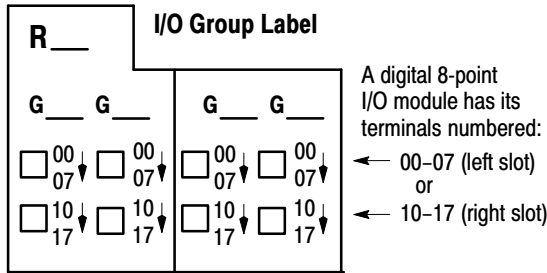 I/O Group Label
R___
G___ G___ G___ G___
00 00 00 00
07 07 07 07
10 10 10 10
17 17 17 17
A digital 8-point
I/O module has its
terminals numbered:
00–07 (left slot)
or
10–17 (right slot)